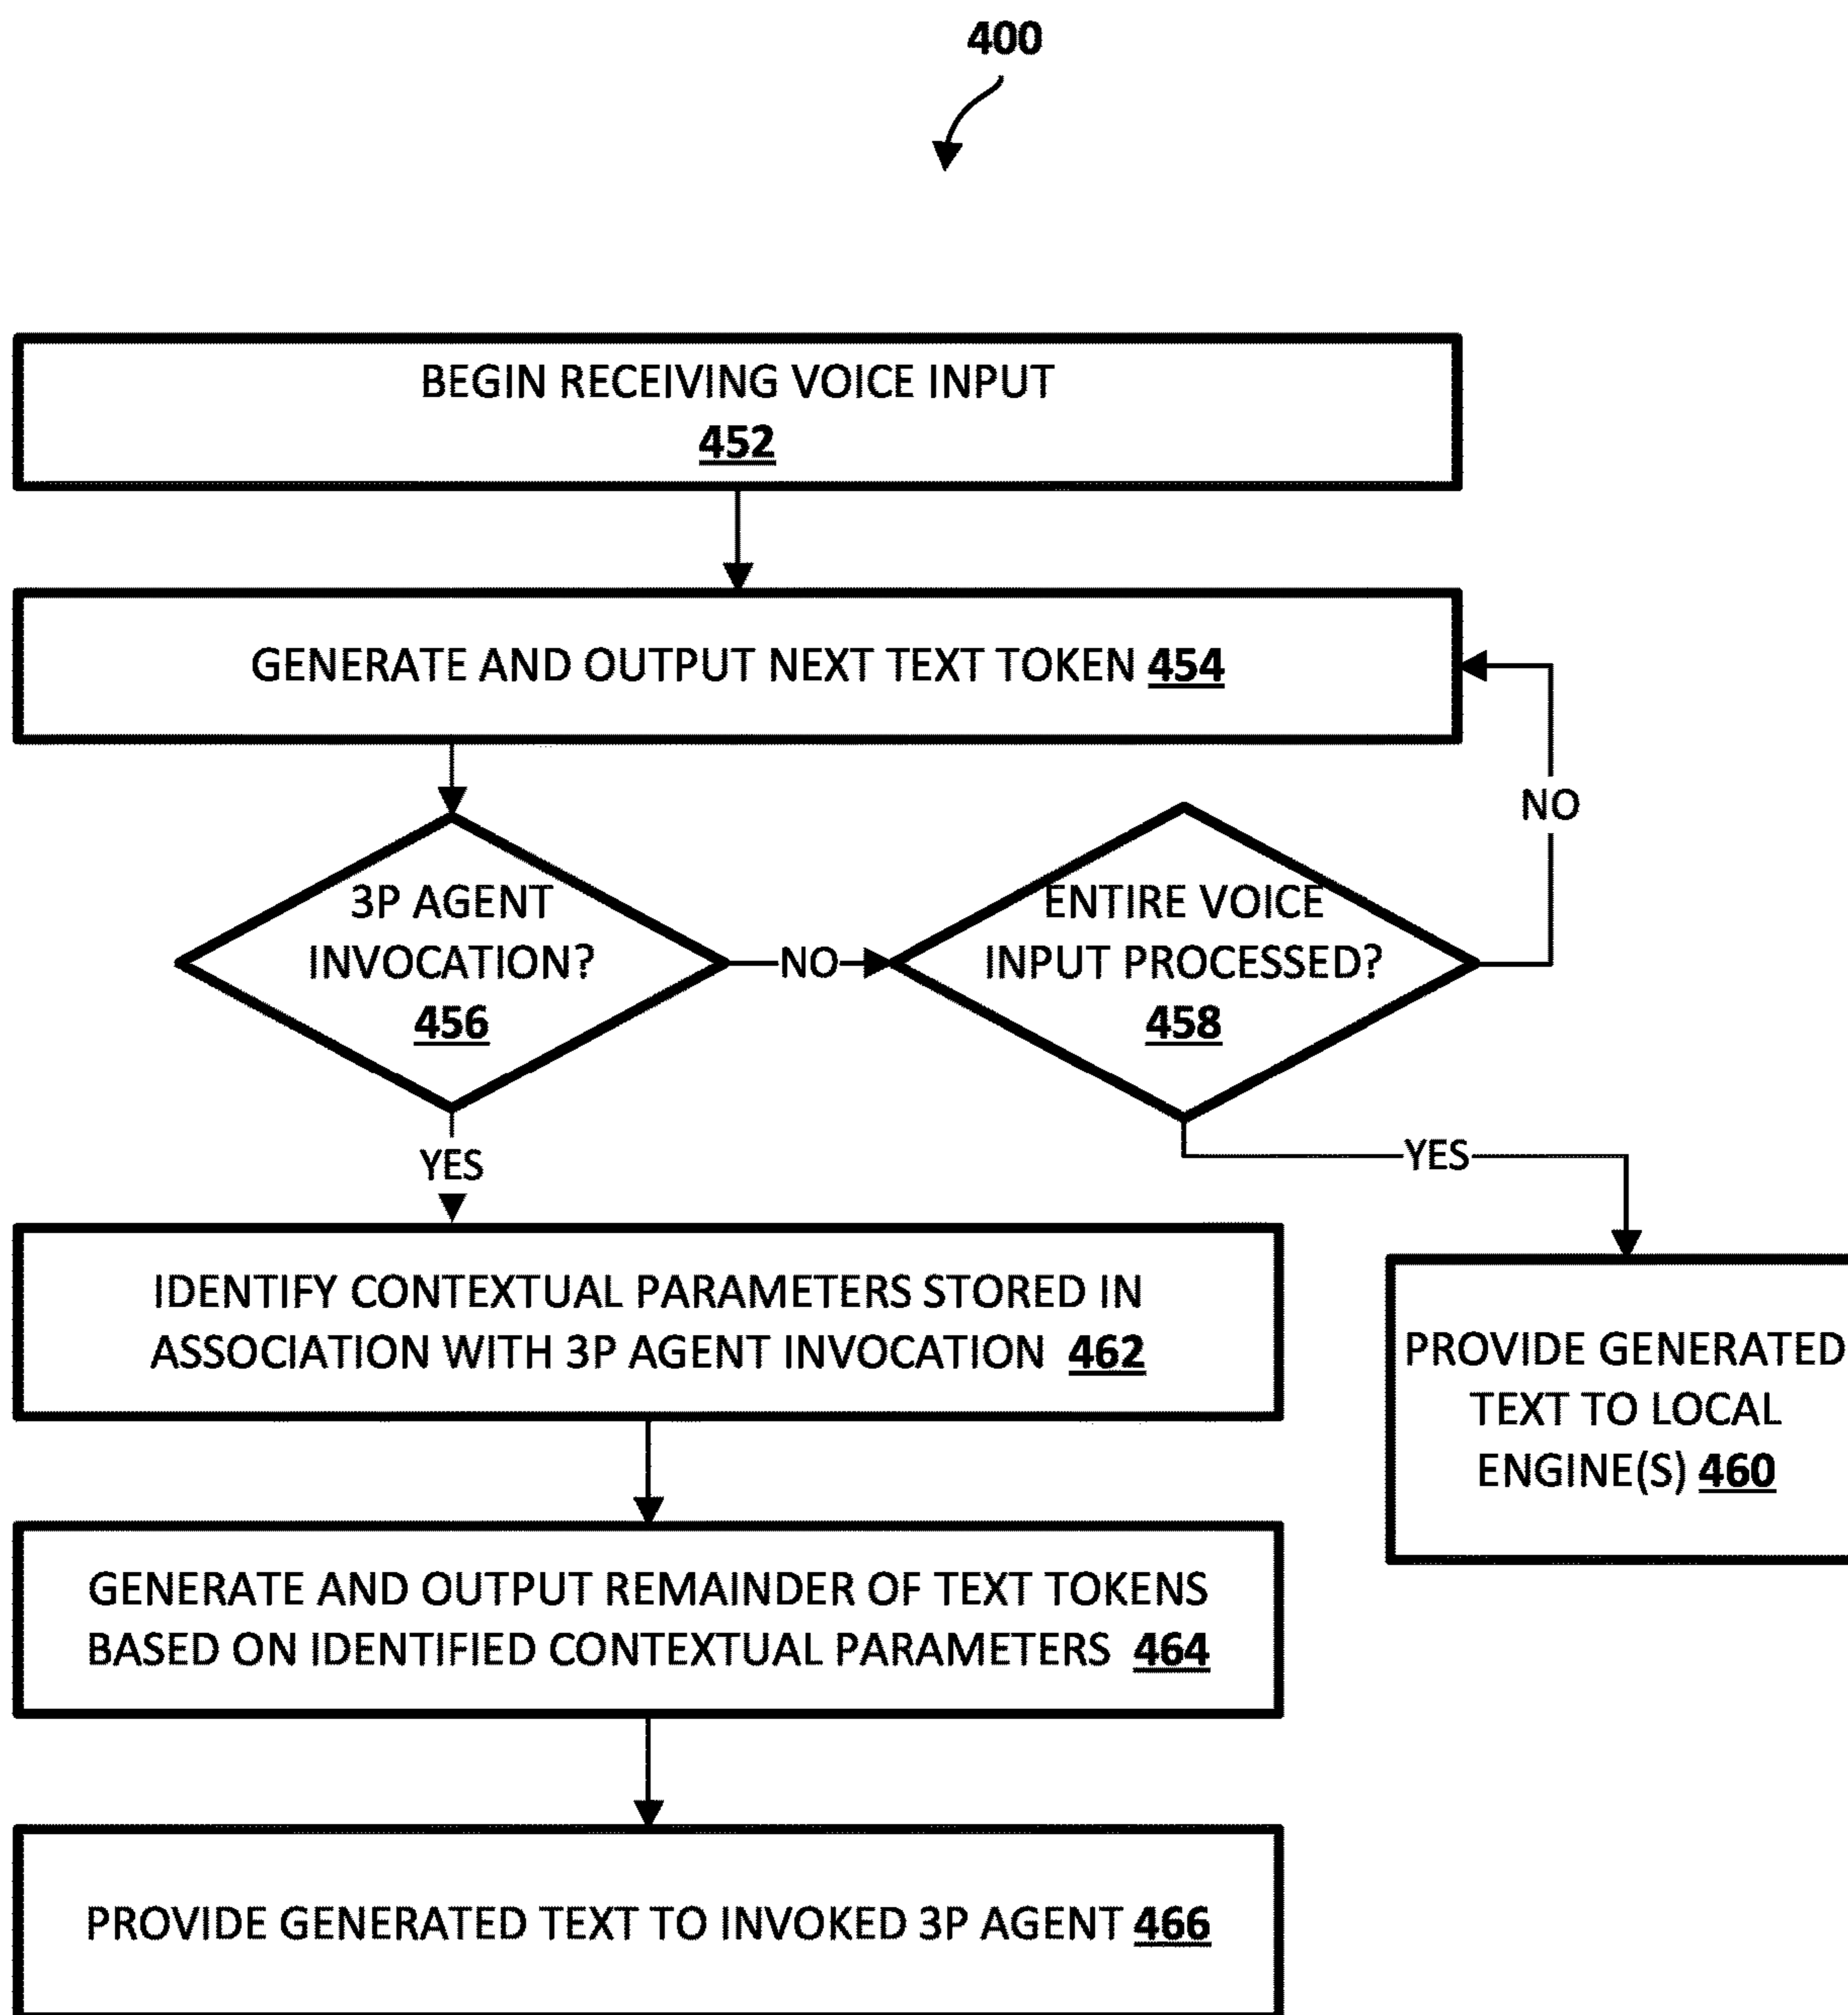 400
BEGIN RECEIVING VOICE INPUT
452
GENERATE AND OUTPUT NEXT TEXT TOKEN 454
NO
3P AGENT
INVOCATION?
456
NO
ENTIRE VOICE
INPUT PROCESSED?
458
YES
YES
IDENTIFY CONTEXTUAL PARAMETERS STORED IN
ASSOCIATION WITH 3P AGENT INVOCATION 462
PROVIDE GENERATED
TEXT TO LOCAL
ENGINE(S) 460
GENERATE AND OUTPUT REMAINDER OF TEXT TOKENS
BASED ON IDENTIFIED CONTEXTUAL PARAMETERS 464
PROVIDE GENERATED TEXT TO INVOKED 3P AGENT 466